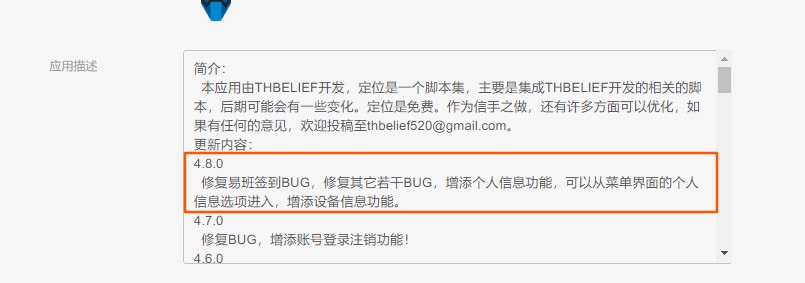 应用描述
简介：
本应用由THBELIEF开发，定位是一个脚本集，主要是集成THBELIEF开发的相关的脚
本，后期可能会有一些变化。定位是免费。作为信手之做，还有许多方面可以优化，如
果有任何的意见，欢迎投稿至thbelief520@gmail.com。
更新内容：
4.8.0
修复易班签到BUG，修复其它若干BUG，增添个人信息功能，可以从菜单界面的个人
信息选项进入，增添设备信息功能。
4.7.0
修复BUG，增添账号登录注销功能！
4.6.0